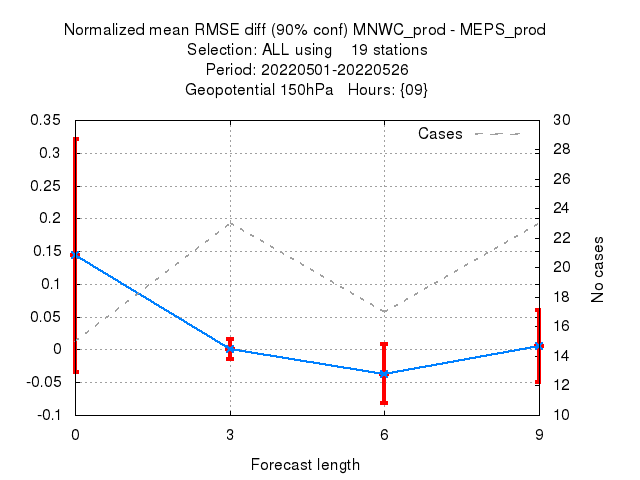 Normalized mean RMSE diff (90% conf) MNWC_prod - MEPS_prod
Selection: ALL using    19 stations
Period: 20220501-20220526
Geopotential 150hPa   Hours: {09}
Cases
0.35
0.3
0.25
0.2
0.15
0.1
0.05
0
-0.05
-0.1
30
28
26
24
22
20
18
16
14
12
10
No cases
0 3 6 9
Forecast length